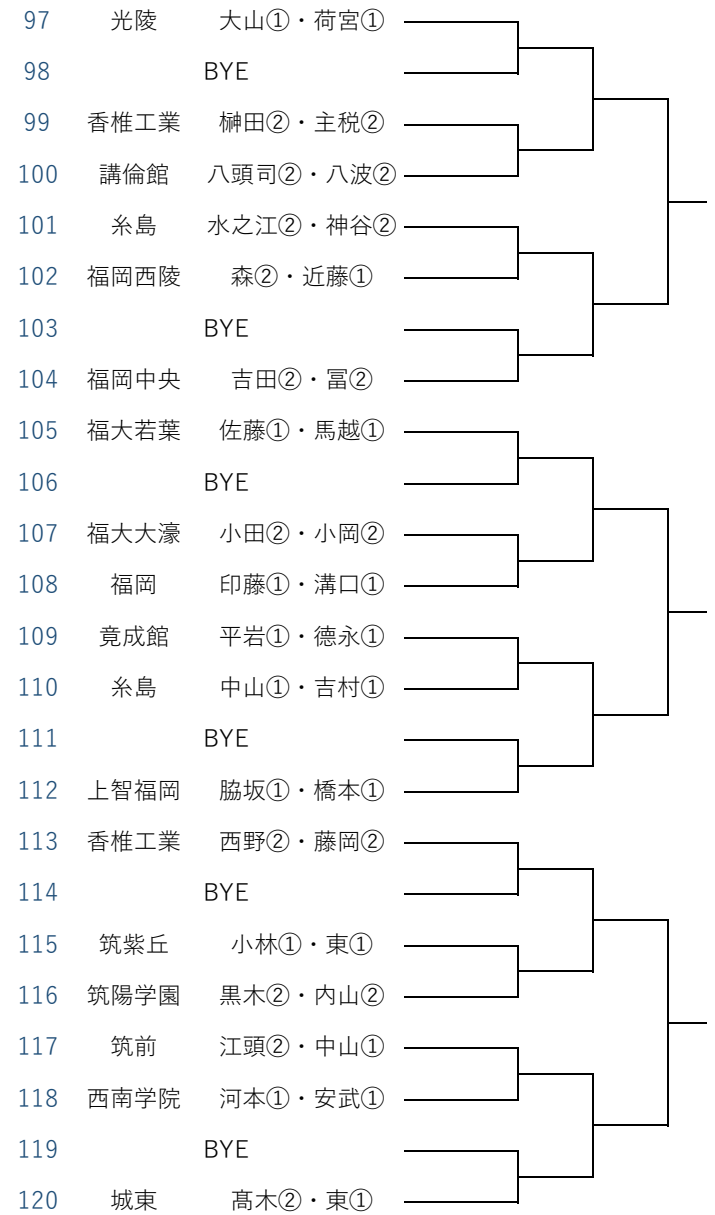 97 光陵 大山①・荷宮①
98 BYE
99 香椎工業 榊田②・主税②
100 講倫館 八頭司②・八波②
101 糸島 水之江②・神谷②
102 福岡西陵 森②・近藤①
103 BYE
104 福岡中央 吉田②・冨②
105 福大若葉 佐藤①・馬越①
106 BYE
107 福大大濠 小田②・小岡②
108 福岡 印藤①・溝口①
109 竟成館 平岩①・德永①
110 糸島 中山①・吉村①
111 BYE
112 上智福岡 脇坂①・橋本①
113 香椎工業 西野②・藤岡②
114 BYE
115 筑紫丘 小林①・東①
116 筑陽学園 黒木②・内山②
117 筑前 江頭②・中山①
118 西南学院 河本①・安武①
119 BYE
120 城東 髙木②・東①